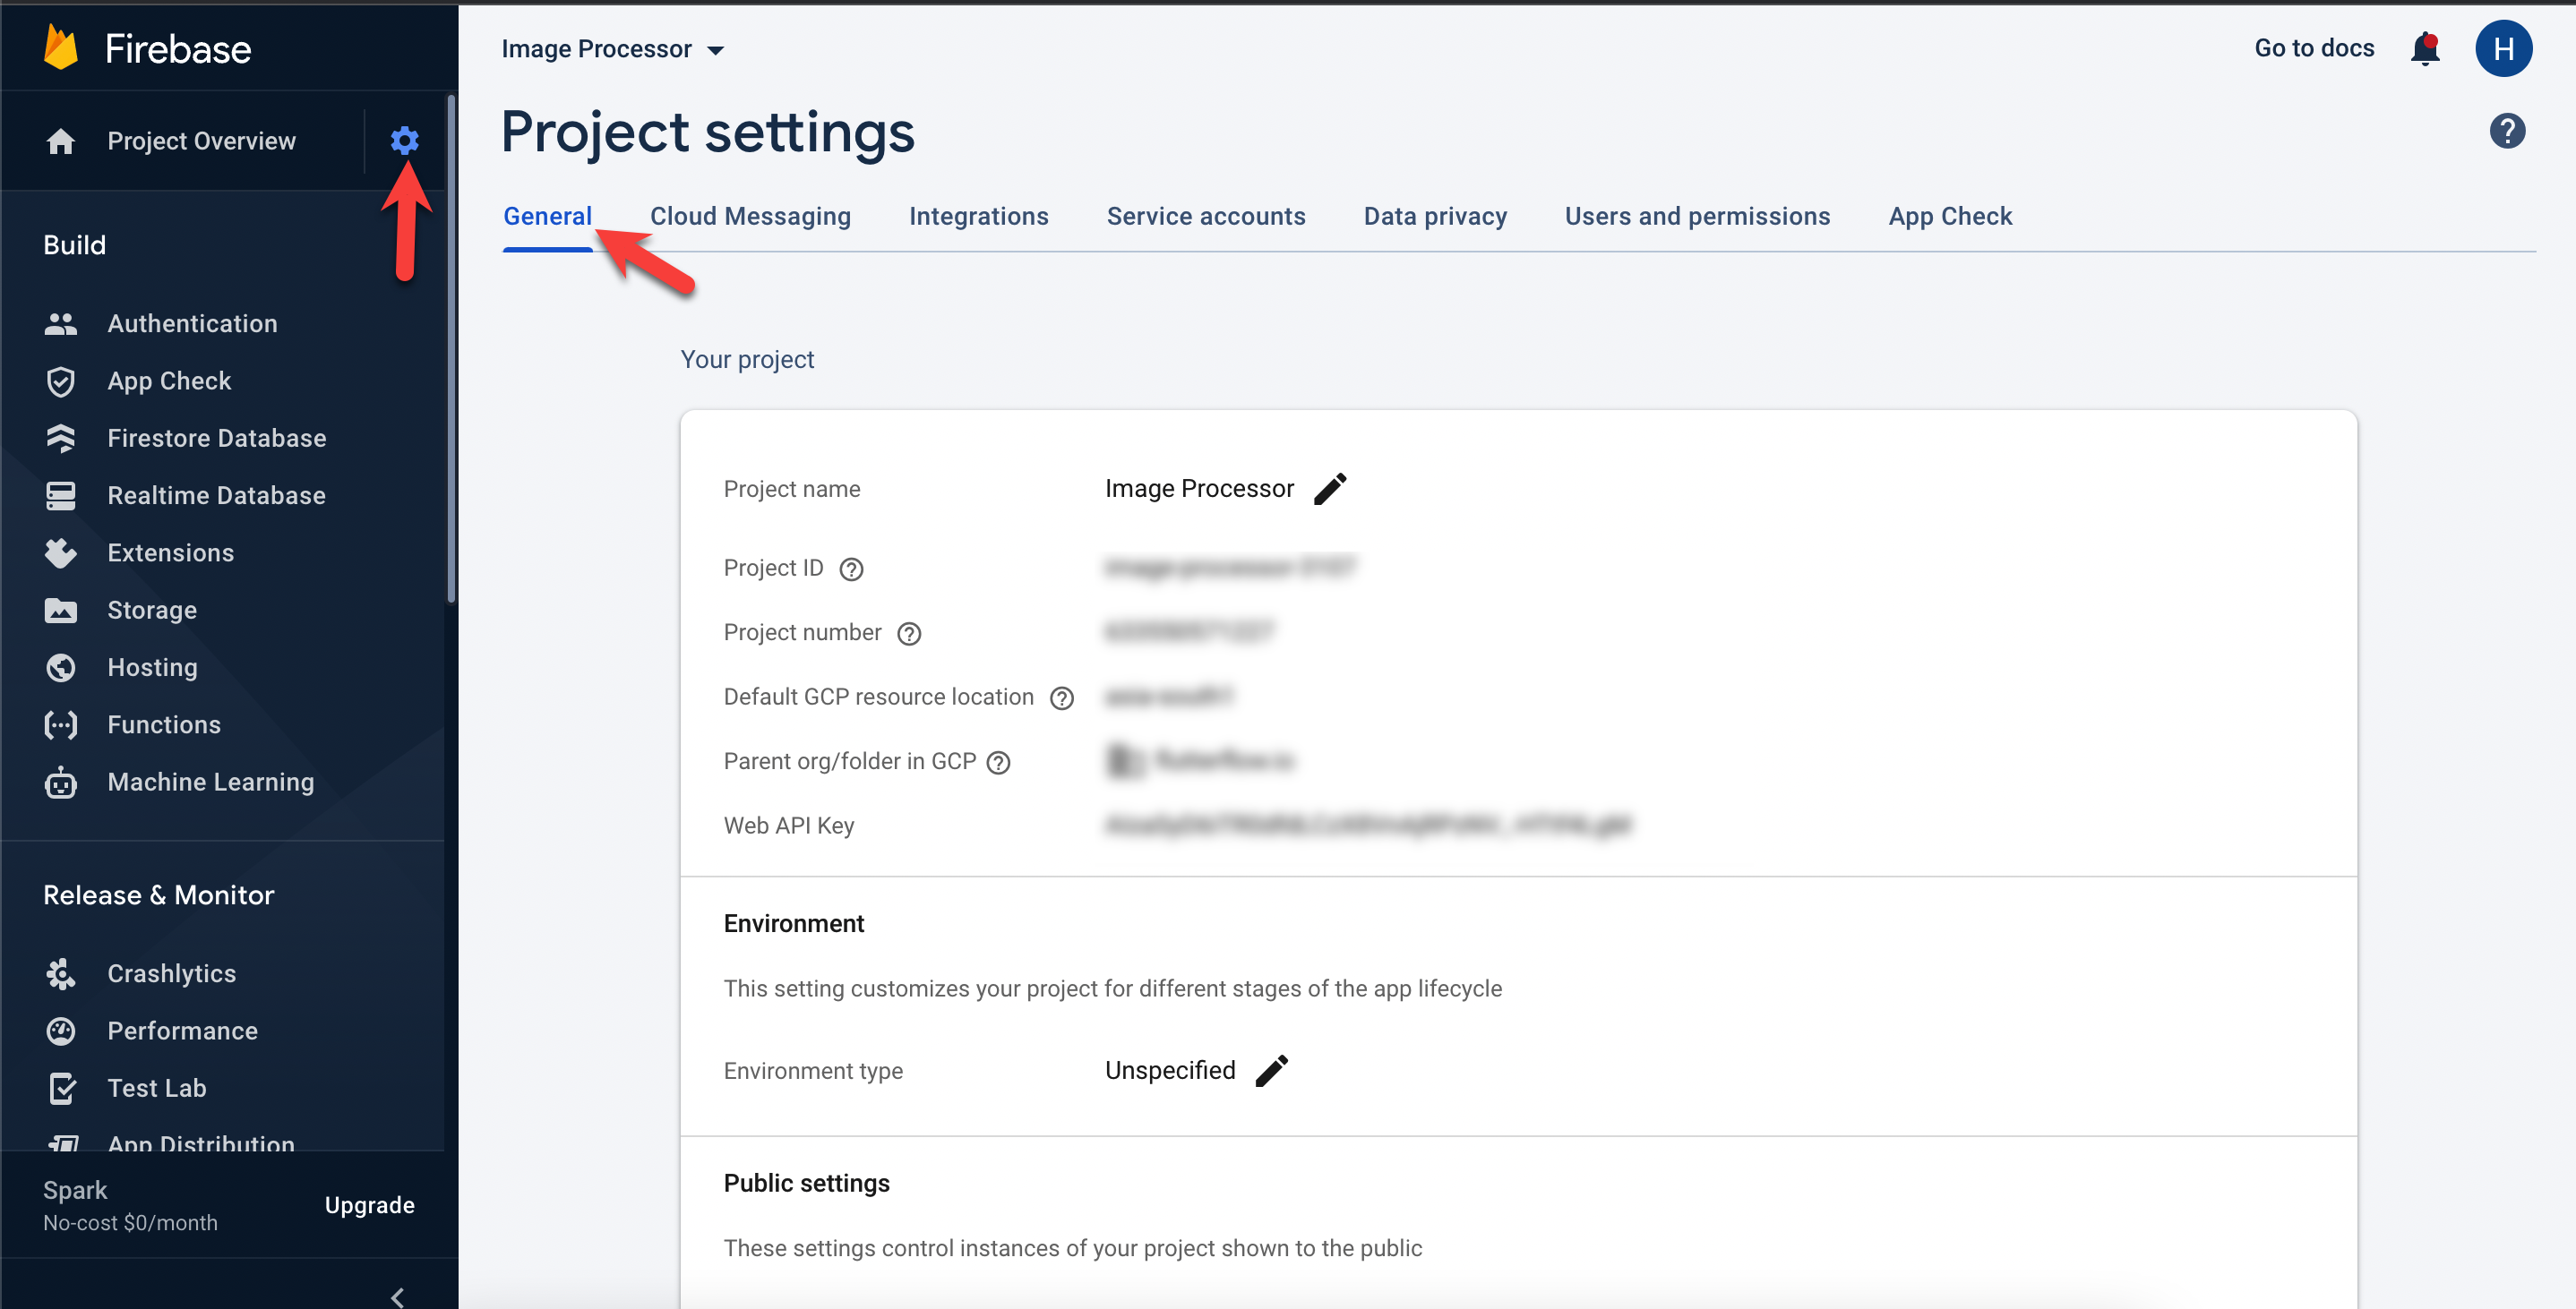 Firebase
Project Overview
Build
Authentication
App Check
Firestore Database
Realtime Database
Extensions
Storage
Hosting
Functions
Machine Learning
Release & Monitor
Crashlytics
Performance
Test Lab
App Distribution
Spark
No-cost $0/month
Upgrade
Image Processor
Go to docs
H
Project settings
General
Cloud Messaging
Integrations
Service accounts
Data privacy
Users and permissions
App Check
Your project
Project name
Image Processor
Project ID
Project number
Default GCP resource location
Parent org/folder in GCP
Web API Key
Environment
This setting customizes your project for different stages of the app lifecycle
Environment type
Unspecified
Public settings
These settings control instances of your project shown to the public